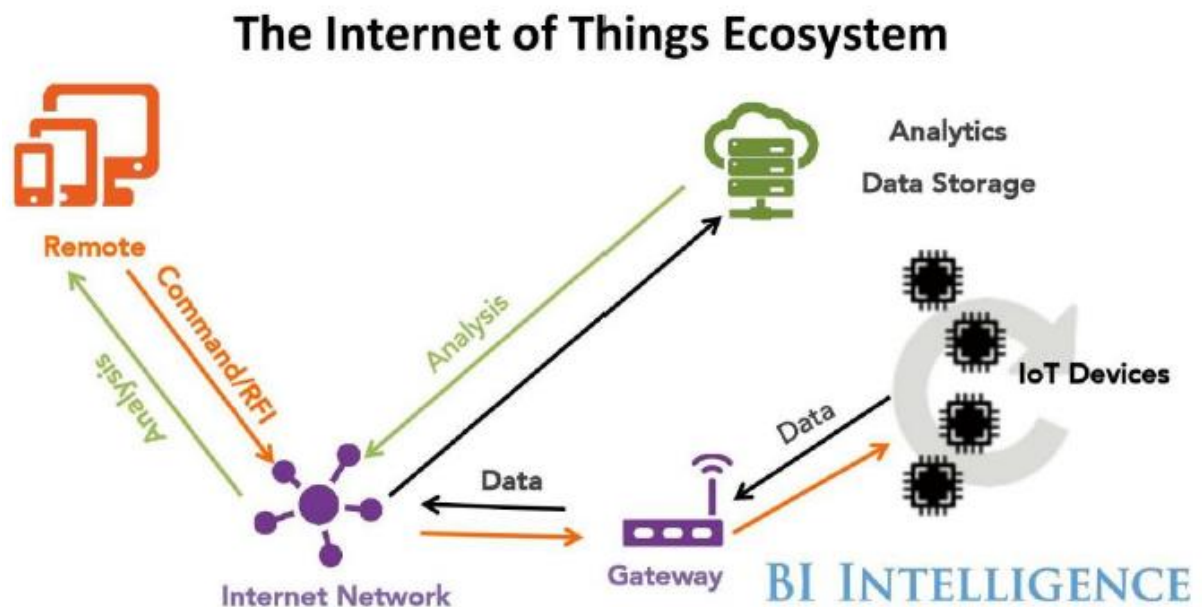 The Internet of Things Ecosystem
Analytics
Data Storage
Remote
Command/RFI
Analysis
Analysis
IoT Devices
Data
Data
Internet Network
Gateway
BI INTELLIGENCE